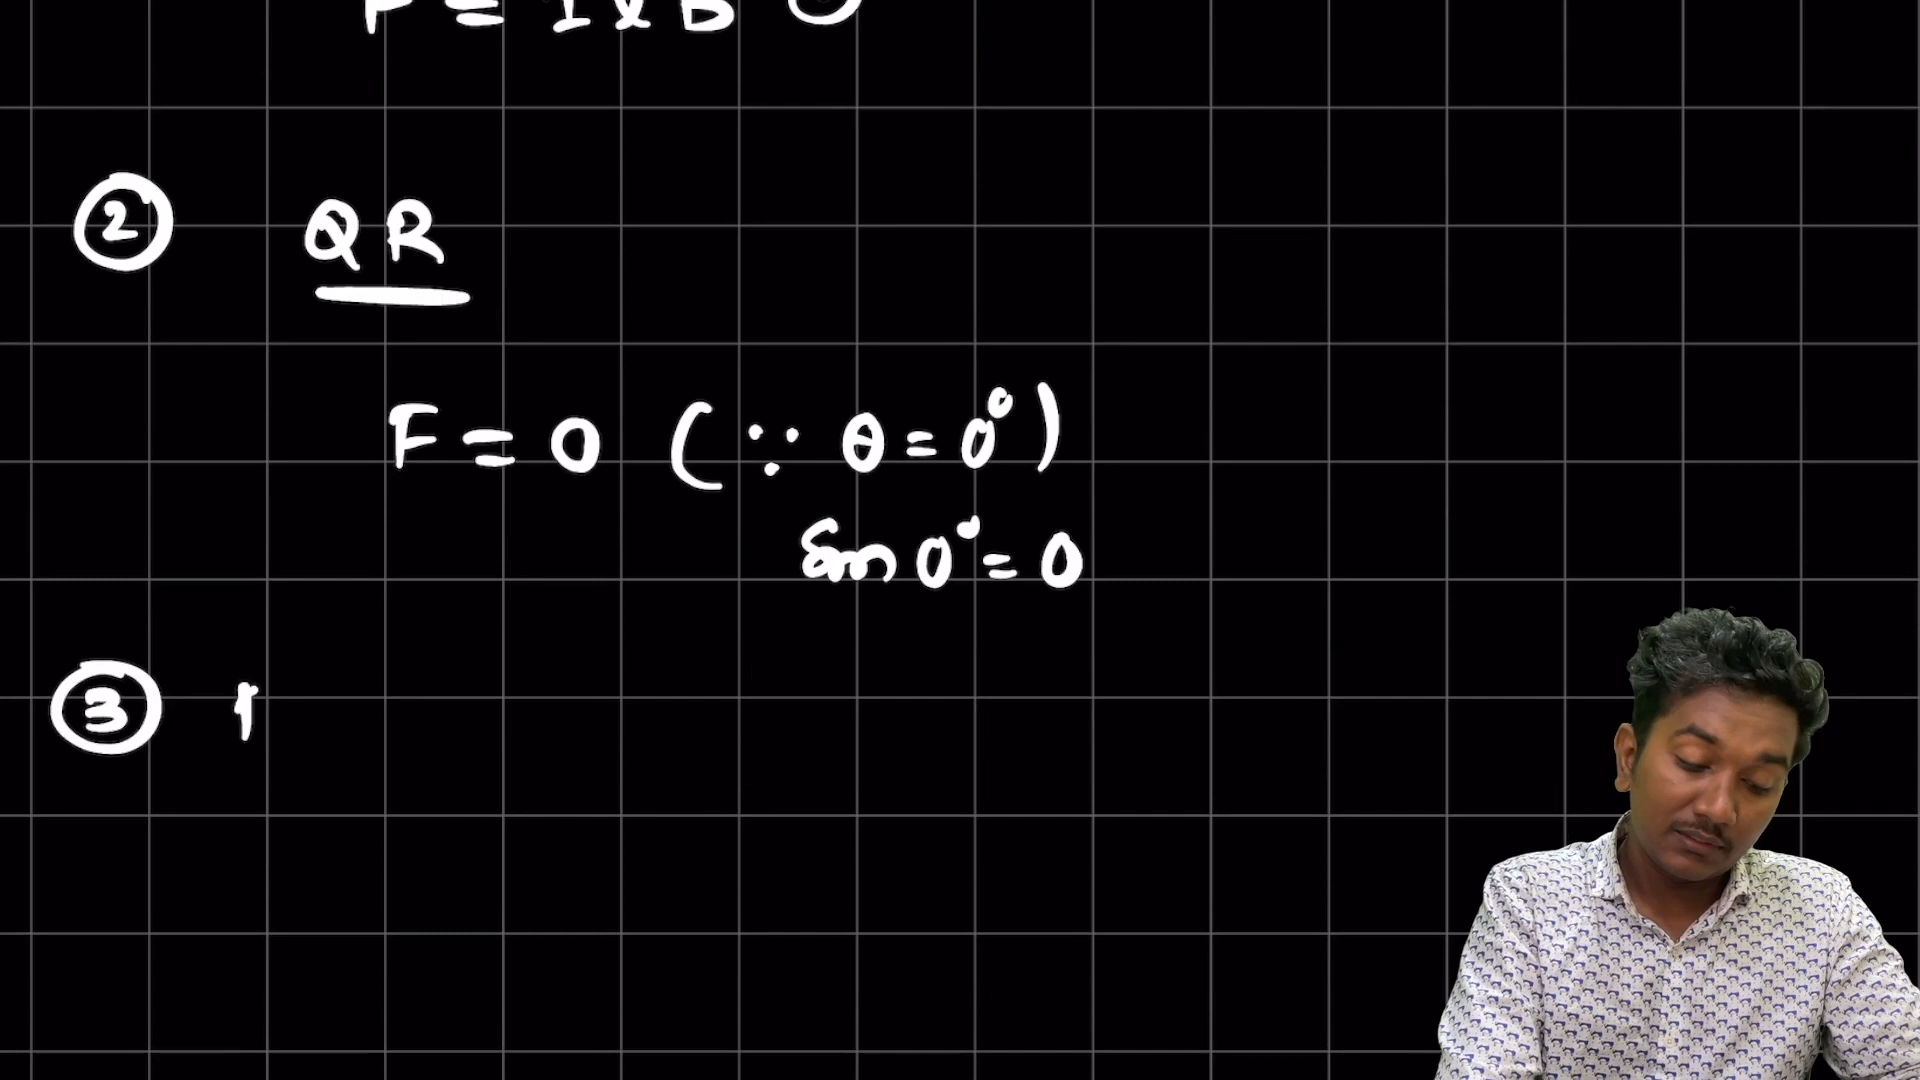 F = I l B
② QR
F = 0 (∵ θ = 0°)
Sin 0° = 0
③